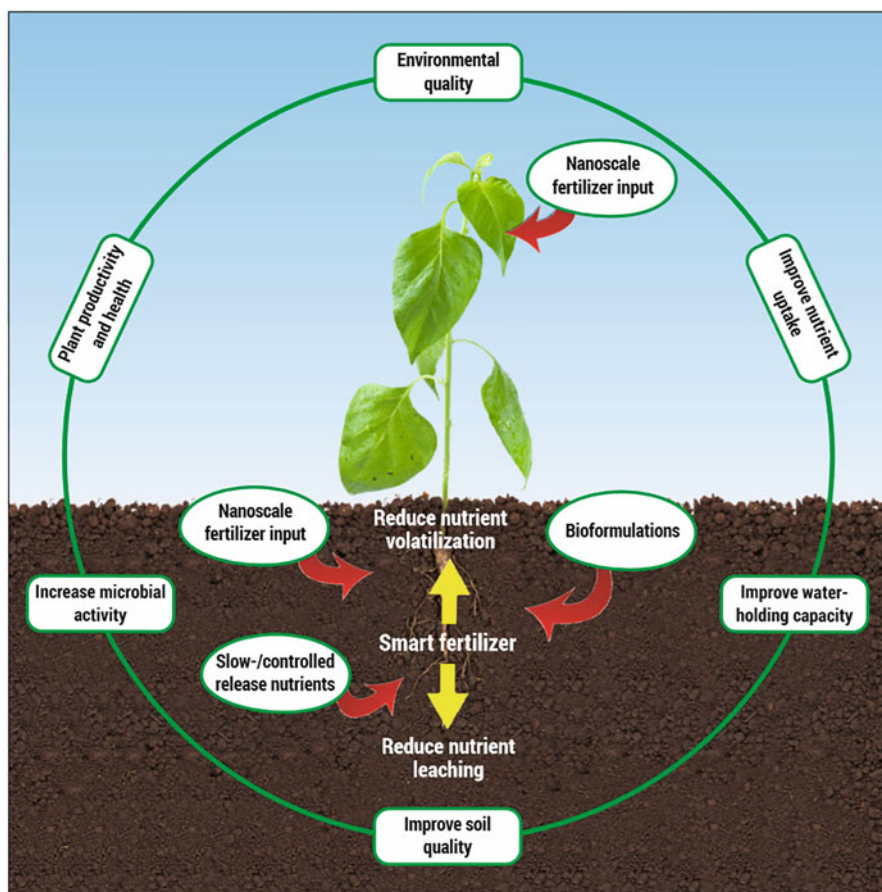 Environmental
quality
Nanoscale
fertilizer input
Plant productivity
and health
Improve nutrient
uptake
Nanoscale
fertilizer input
Reduce nutrient
volatilization
Bioformulations
Increase microbial
activity
Improve water-
holding capacity
Smart fertilizer
Slow-/controlled
release nutrients
Reduce nutrient
leaching
Improve soil
quality